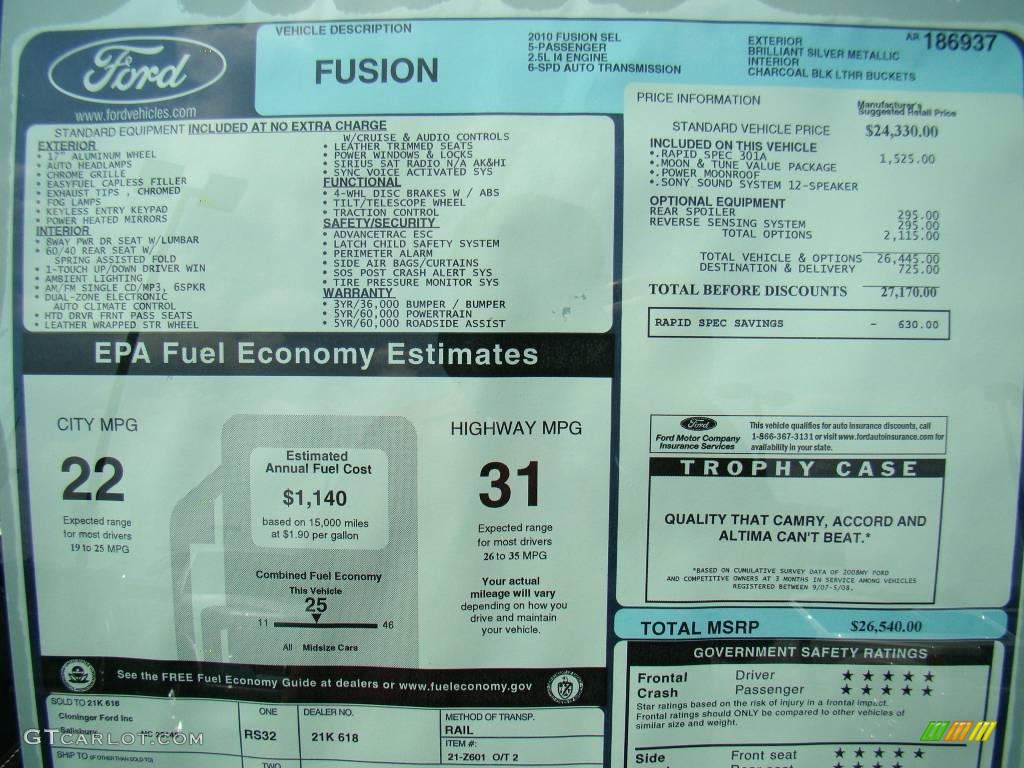 Ford
www.fordvehicles.com
VEHICLE DESCRIPTION
FUSION
2010 FUSION SEL
5-PASSENGER
2.5L I4 ENGINE
6-SPD AUTO TRANSMISSION
EXTERIOR
BRILLIANT SILVER METALLIC
INTERIOR
CHARCOAL BLK LTHR BUCKETS
AR 186937
STANDARD EQUIPMENT INCLUDED AT NO EXTRA CHARGE
EXTERIOR
• 17" ALUMINUM WHEEL
• AUTO HEADLAMPS
• CHROME GRILLE
• EASYFUEL CAPLESS FILLER
• EXHAUST TIPS , CHROMED
• FOG LAMPS
• KEYLESS ENTRY KEYPAD
• POWER HEATED MIRRORS
INTERIOR
• 8WAY PWR DR SEAT W/LUMBAR
• 60/40 REAR SEAT W/
SPRING ASSISTED FOLD
• 1-TOUCH UP/DOWN DRIVER WIN
• AMBIENT LIGHTING
• AM/FM SINGLE CD/MP3, 6SPKR
• DUAL-ZONE ELECTRONIC
AUTO CLIMATE CONTROL
• HTD DRVR FRNT PASS SEATS
• LEATHER WRAPPED STR WHEEL
W/CRUISE & AUDIO CONTROLS
• LEATHER TRIMMED SEATS
• POWER WINDOWS & LOCKS
• SIRIUS SAT RADIO N/A AK&HI
• SYNC VOICE ACTIVATED SYS
FUNCTIONAL
• 4-WHL DISC BRAKES W / ABS
• TILT/TELESCOPE WHEEL
• TRACTION CONTROL
SAFETY/SECURITY
• ADVANCETRAC ESC
• LATCH CHILD SAFETY SYSTEM
• PERIMETER ALARM
• SIDE AIR BAGS/CURTAINS
• SOS POST CRASH ALERT SYS
• TIRE PRESSURE MONITOR SYS
WARRANTY
• 3YR/36,000 BUMPER / BUMPER
• 5YR/60,000 POWERTRAIN
• 5YR/60,000 ROADSIDE ASSIST
PRICE INFORMATION
Manufacturer's
Suggested Retail Price
STANDARD VEHICLE PRICE $24,330.00
INCLUDED ON THIS VEHICLE
•.RAPID SPEC 301A 1,525.00
•.MOON & TUNE VALUE PACKAGE
•.POWER MOONROOF
•.SONY SOUND SYSTEM 12-SPEAKER
OPTIONAL EQUIPMENT
REAR SPOILER 295.00
REVERSE SENSING SYSTEM 295.00
TOTAL OPTIONS 2,115.00
TOTAL VEHICLE & OPTIONS 26,445.00
DESTINATION & DELIVERY 725.00
TOTAL BEFORE DISCOUNTS 27,170.00
RAPID SPEC SAVINGS - 630.00
EPA Fuel Economy Estimates
CITY MPG
22
Expected range
for most drivers
19 to 25 MPG
Estimated
Annual Fuel Cost
$1,140
based on 15,000 miles
at $1.90 per gallon
Combined Fuel Economy
This Vehicle
25
11 46
All Midsize Cars
HIGHWAY MPG
31
Expected range
for most drivers
26 to 35 MPG
Your actual
mileage will vary
depending on how you
drive and maintain
your vehicle.
See the FREE Fuel Economy Guide at dealers or www.fueleconomy.gov
Ford
Ford Motor Company
Insurance Services
This vehicle qualifies for auto insurance discounts, call
1-866-367-3131 or visit www.fordautoinsurance.com for
availability in your state.
TROPHY CASE
QUALITY THAT CAMRY, ACCORD AND
ALTIMA CAN'T BEAT.*
*BASED ON CUMULATIVE SURVEY DATA OF 2008MY FORD
AND COMPETITIVE OWNERS AT 3 MONTHS IN SERVICE AMONG VEHICLES
REGISTERED BETWEEN 9/07-5/08.
TOTAL MSRP $26,540.00
GOVERNMENT SAFETY RATINGS
Frontal Driver ★★★★★
Crash Passenger ★★★★★
Star ratings based on the risk of injury in a frontal impact.
Frontal ratings should ONLY be compared to other vehicles of
similar size and weight.
Side Front seat ★★★★★
Rear seat
SOLD TO 21K 618
Cloninger Ford Inc
Salisbury NC
SHIP TO (IF OTHER THAN SOLD TO)
ONE
RS32
TWO
DEALER NO.
21K 618
METHOD OF TRANSP.
RAIL
ITEM #:
21-Z601 O/T 2
GTCARLOT.COM